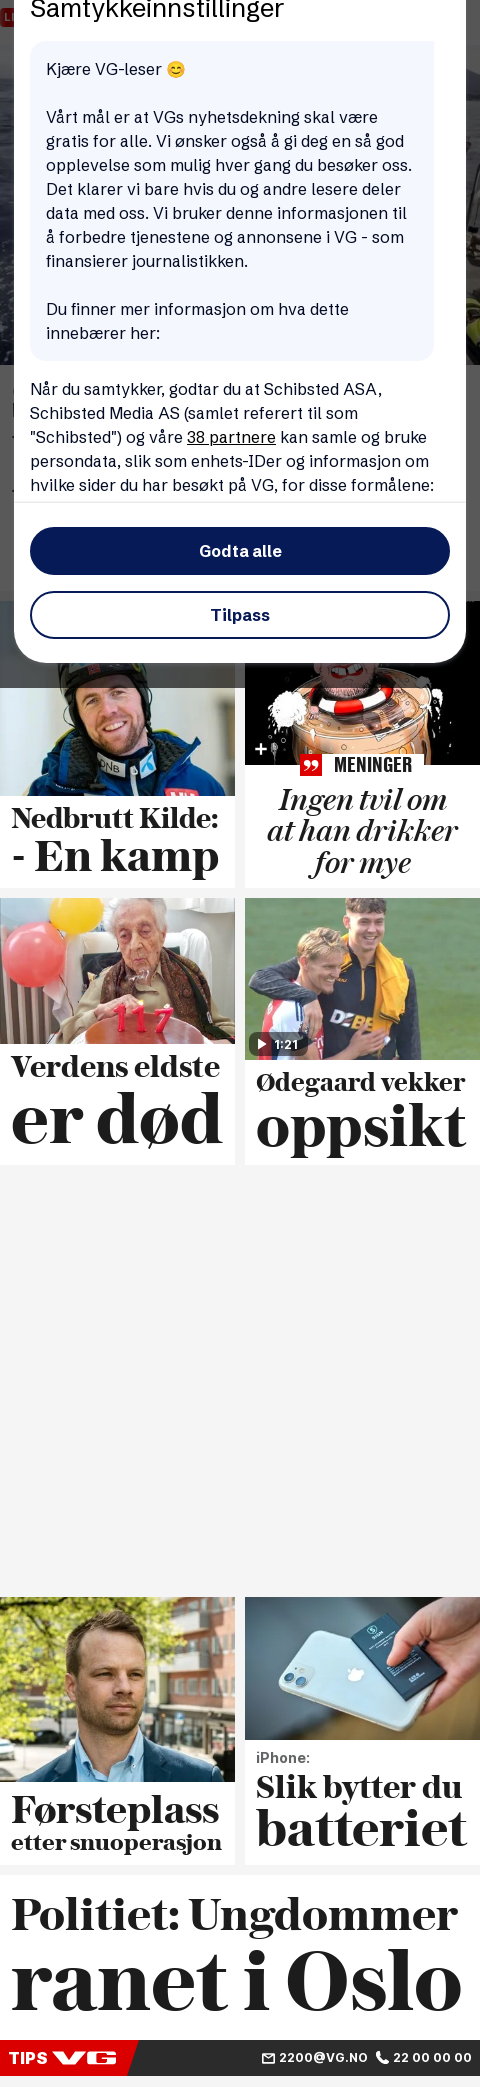 Samtykkeinnstillinger
Kjære VG-leser 😊
Vårt mål er at VGs nyhetsdekning skal være
gratis for alle. Vi ønsker også å gi deg en så god
opplevelse som mulig hver gang du besøker oss.
Det klarer vi bare hvis du og andre lesere deler
data med oss. Vi bruker denne informasjonen til
å forbedre tjenestene og annonsene i VG - som
finansierer journalistikken.
Du finner mer informasjon om hva dette
innebærer her:
Når du samtykker, godtar du at Schibsted ASA,
Schibsted Media AS (samlet referert til som
"Schibsted") og våre 38 partnere kan samle og bruke
persondata, slik som enhets-IDer og informasjon om
hvilke sider du har besøkt på VG, for disse formålene:
Godta alle
Tilpass
DNB
Nedbrutt Kilde:
- En kamp
MENINGER
Ingen tvil om
at han drikker
for mye
117
Verdens eldste
er død
1:21
Ødegaard vekker
oppsikt
Førsteplass
etter snuoperasjon
iPhone:
Slik bytter du
batteriet
Politiet: Ungdommer
ranet i Oslo
TIPS VG
2200@VG.NO 22 00 00 00